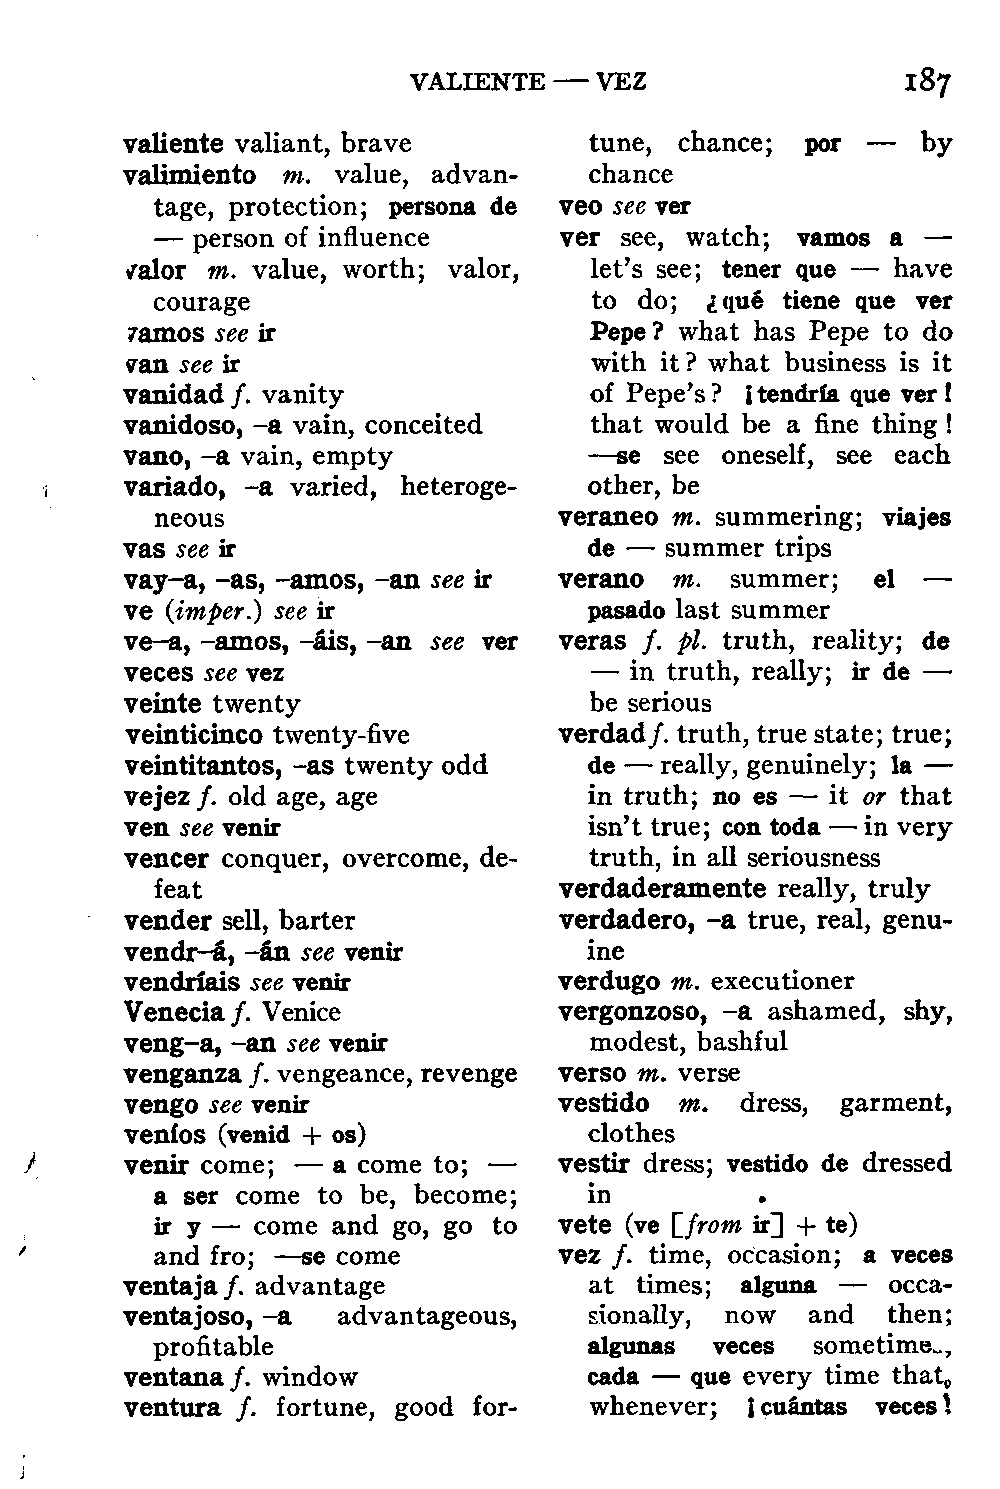 VALIENTE — VEZ 187
valiente valiant, brave
valimiento m. value, advan-
tage, protection; persona de
— person of influence
valor m. value, worth; valor,
courage
vamos see ir
van see ir
vanidad f. vanity
vanidoso, –a vain, conceited
vano, –a vain, empty
variado, –a varied, heteroge-
neous
vas see ir
vay–a, –as, –amos, –an see ir
ve (imper.) see ir
ve–a, –amos, –áis, –an see ver
veces see vez
veinte twenty
veinticinco twenty-five
veintitantos, –as twenty odd
vejez f. old age, age
ven see venir
vencer conquer, overcome, de-
feat
vender sell, barter
vendr–á, –án see venir
vendríais see venir
Venecia f. Venice
veng–a, –an see venir
venganza f. vengeance, revenge
vengo see venir
veníos (venid + os)
venir come; — a come to; —
a ser come to be, become;
ir y — come and go, go to
and fro; —se come
ventaja f. advantage
ventajoso, –a advantageous,
profitable
ventana f. window
ventura f. fortune, good for-
tune, chance; por — by
chance
veo see ver
ver see, watch; vamos a —
let's see; tener que — have
to do; ¿qué tiene que ver
Pepe? what has Pepe to do
with it? what business is it
of Pepe's? ¡tendría que ver!
that would be a fine thing!
—se see oneself, see each
other, be
veraneo m. summering; viajes
de — summer trips
verano m. summer; el —
pasado last summer
veras f. pl. truth, reality; de
— in truth, really; ir de —
be serious
verdad f. truth, true state; true;
de — really, genuinely; la —
in truth; no es — it or that
isn't true; con toda — in very
truth, in all seriousness
verdaderamente really, truly
verdadero, –a true, real, genu-
ine
verdugo m. executioner
vergonzoso, –a ashamed, shy,
modest, bashful
verso m. verse
vestido m. dress, garment,
clothes
vestir dress; vestido de dressed
in
vete (ve [from ir] + te)
vez f. time, occasion; a veces
at times; alguna — occa-
sionally, now and then;
algunas veces sometimes,
cada — que every time that,
whenever; ¡cuántas veces!